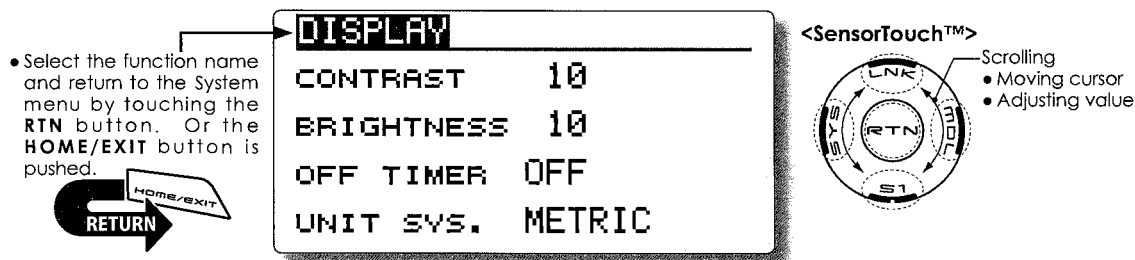 • Select the function name
and return to the System
menu by touching the
RTN button. Or the
HOME/EXIT button is
pushed.
HOME/EXIT
RETURN
DISPLAY
CONTRAST 10
BRIGHTNESS 10
OFF TIMER OFF
UNIT SYS. METRIC
<SensorTouch™>
Scrolling
• Moving cursor
• Adjusting value
LNK
SYS
RTN
MDL
S1